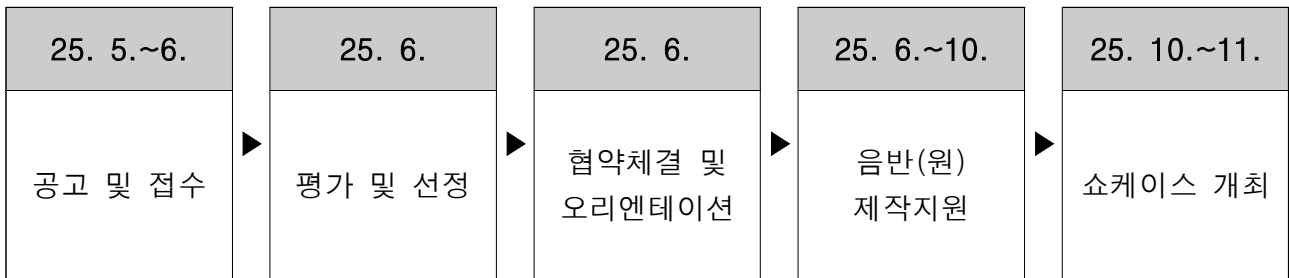 25. 5.~6.
공고 및 접수
25. 6.
평가 및 선정
25. 6.
협약체결 및
오리엔테이션
25. 6.~10.
음반(원)
제작지원
25. 10.~11.
쇼케이스 개최